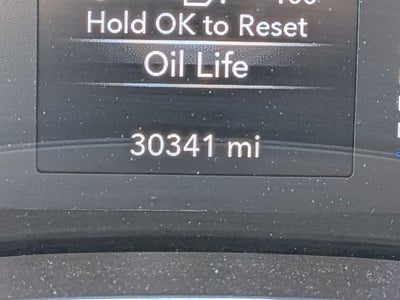 Hold OK to Reset
Oil Life
30341 mi